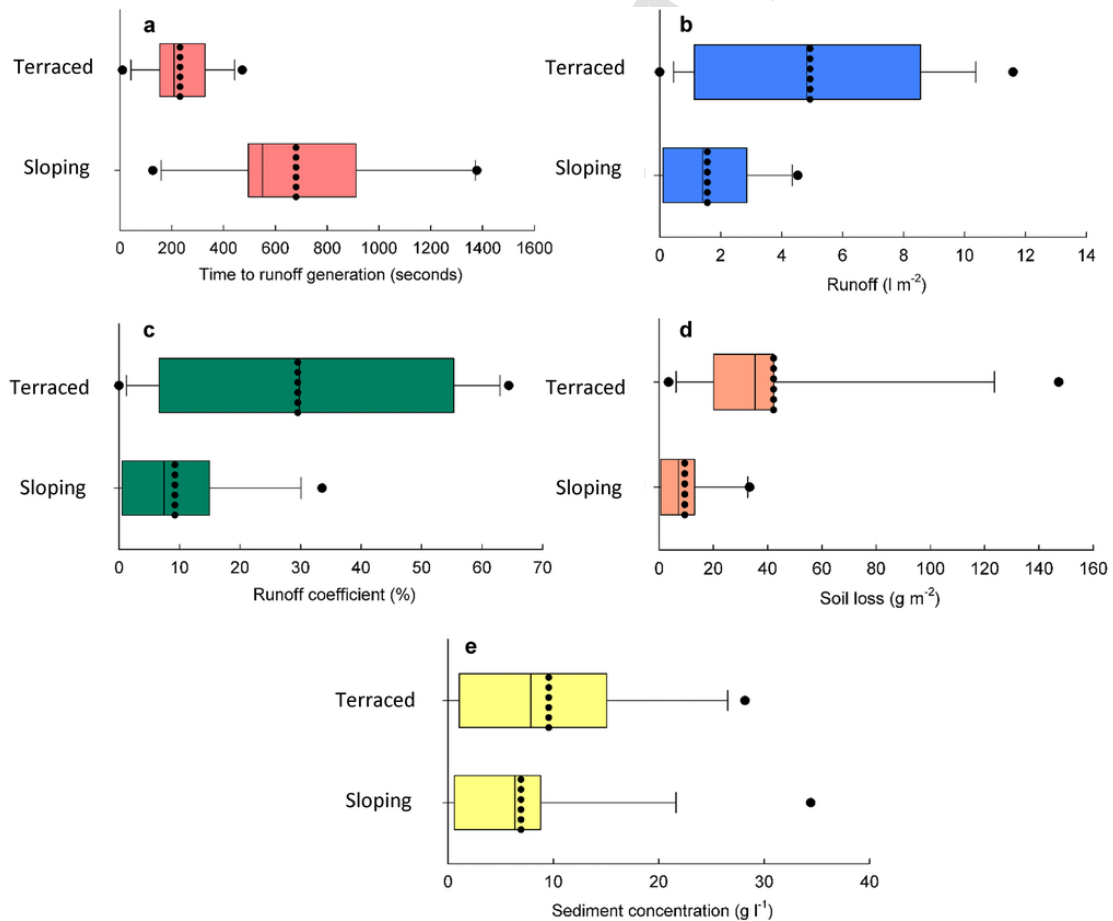 a
Terraced
Sloping
0 200 400 600 800 1000 1200 1400 1600
Time to runoff generation (seconds)
b
Terraced
Sloping
0 2 4 6 8 10 12 14
Runoff (l m⁻²)
c
Terraced
Sloping
0 10 20 30 40 50 60 70
Runoff coefficient (%)
d
Terraced
Sloping
0 20 40 60 80 100 120 140 160
Soil loss (g m⁻²)
e
Terraced
Sloping
0 10 20 30 40
Sediment concentration (g l⁻¹)